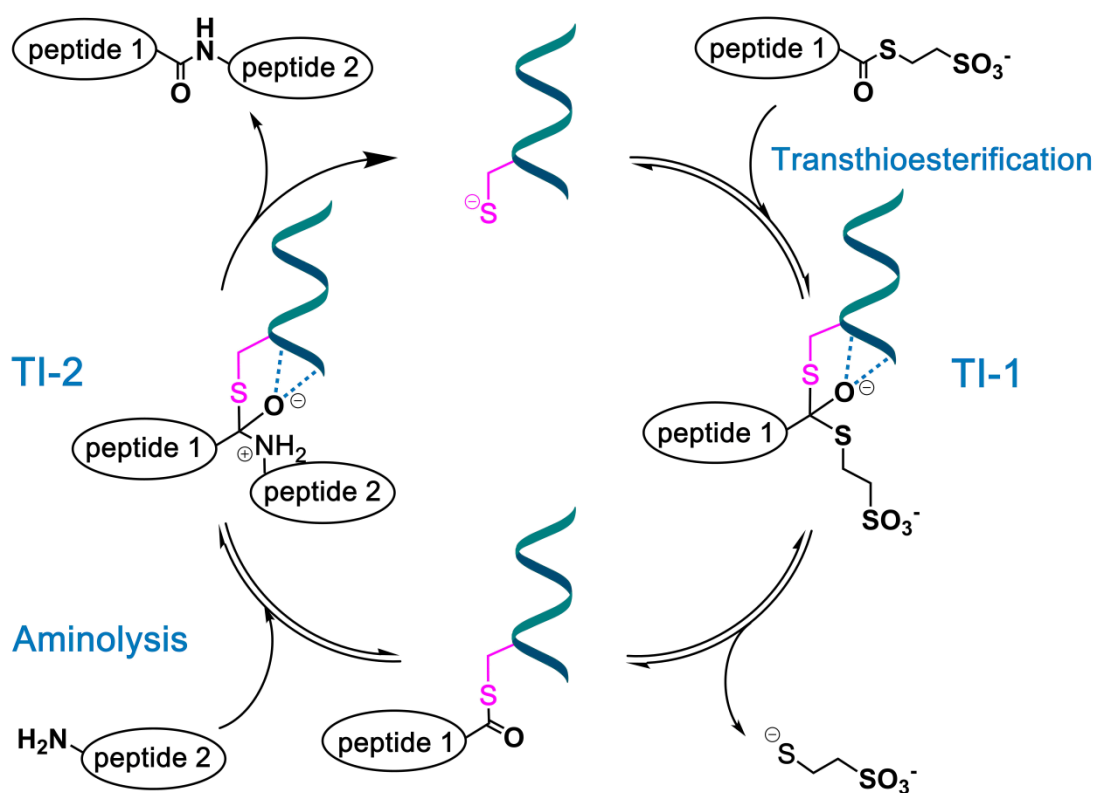 H
peptide 1
N
peptide 2
O
peptide 1
S
SO₃⁻
O
Transthioesterification
⊖
S
TI-2
S
O
⊖
peptide 1
⊕
NH₂
peptide 2
TI-1
S
O
⊖
peptide 1
S
SO₃⁻
Aminolysis
H₂N
peptide 2
S
peptide 1
O
⊖
S
SO₃⁻